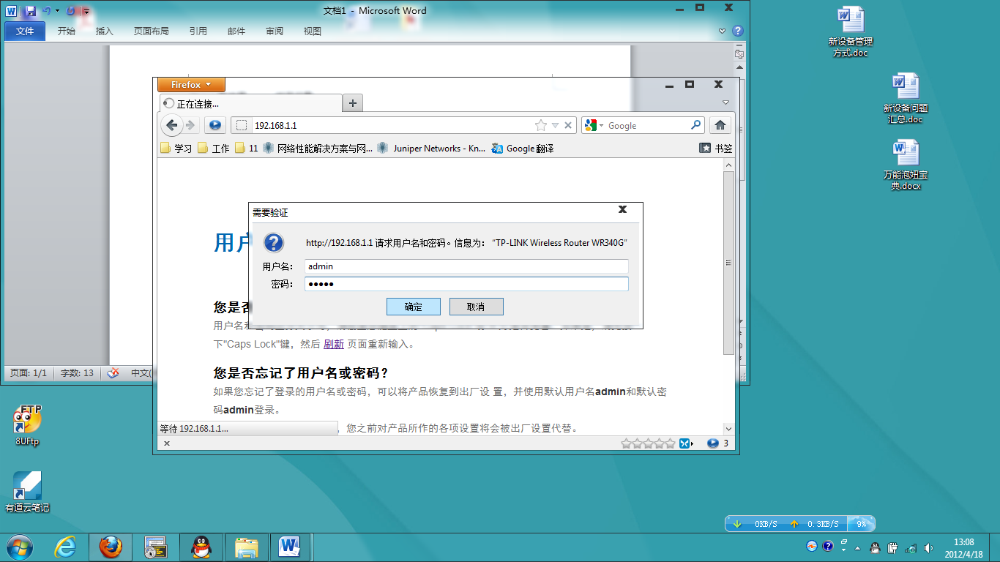 文档1 - Microsoft Word
文件 开始 插入 页面布局 引用 邮件 审阅 视图
新设备管理
方式.doc
新设备问题
汇总.doc
万能泡妞宝
典.docx
Firefox
正在连接...
192.168.1.1
Google
学习 工作 11 网络性能解决方案与网... Juniper Networks - Kn... Google 翻译 书签
用户
需要验证
http://192.168.1.1 请求用户名和密码。信息为：“TP-LINK Wireless Router WR340G”
用户名： admin
密码： •••••
确定 取消
您是否
下"Caps Lock"键，然后 刷新 页面重新输入。
您是否忘记了用户名或密码？
如果您忘记了登录的用户名或密码，可以将产品恢复到出厂设 置，并使用默认用户名admin和默认密
码admin登录。
，您之前对产品所作的各项设置将会被出厂设置代替。
等待 192.168.1.1...
3
页面: 1/1 字数: 13 中文(
FTP
8UFtp
有道云笔记
0KB/S 0.3KB/S 9%
13:08
2012/4/18